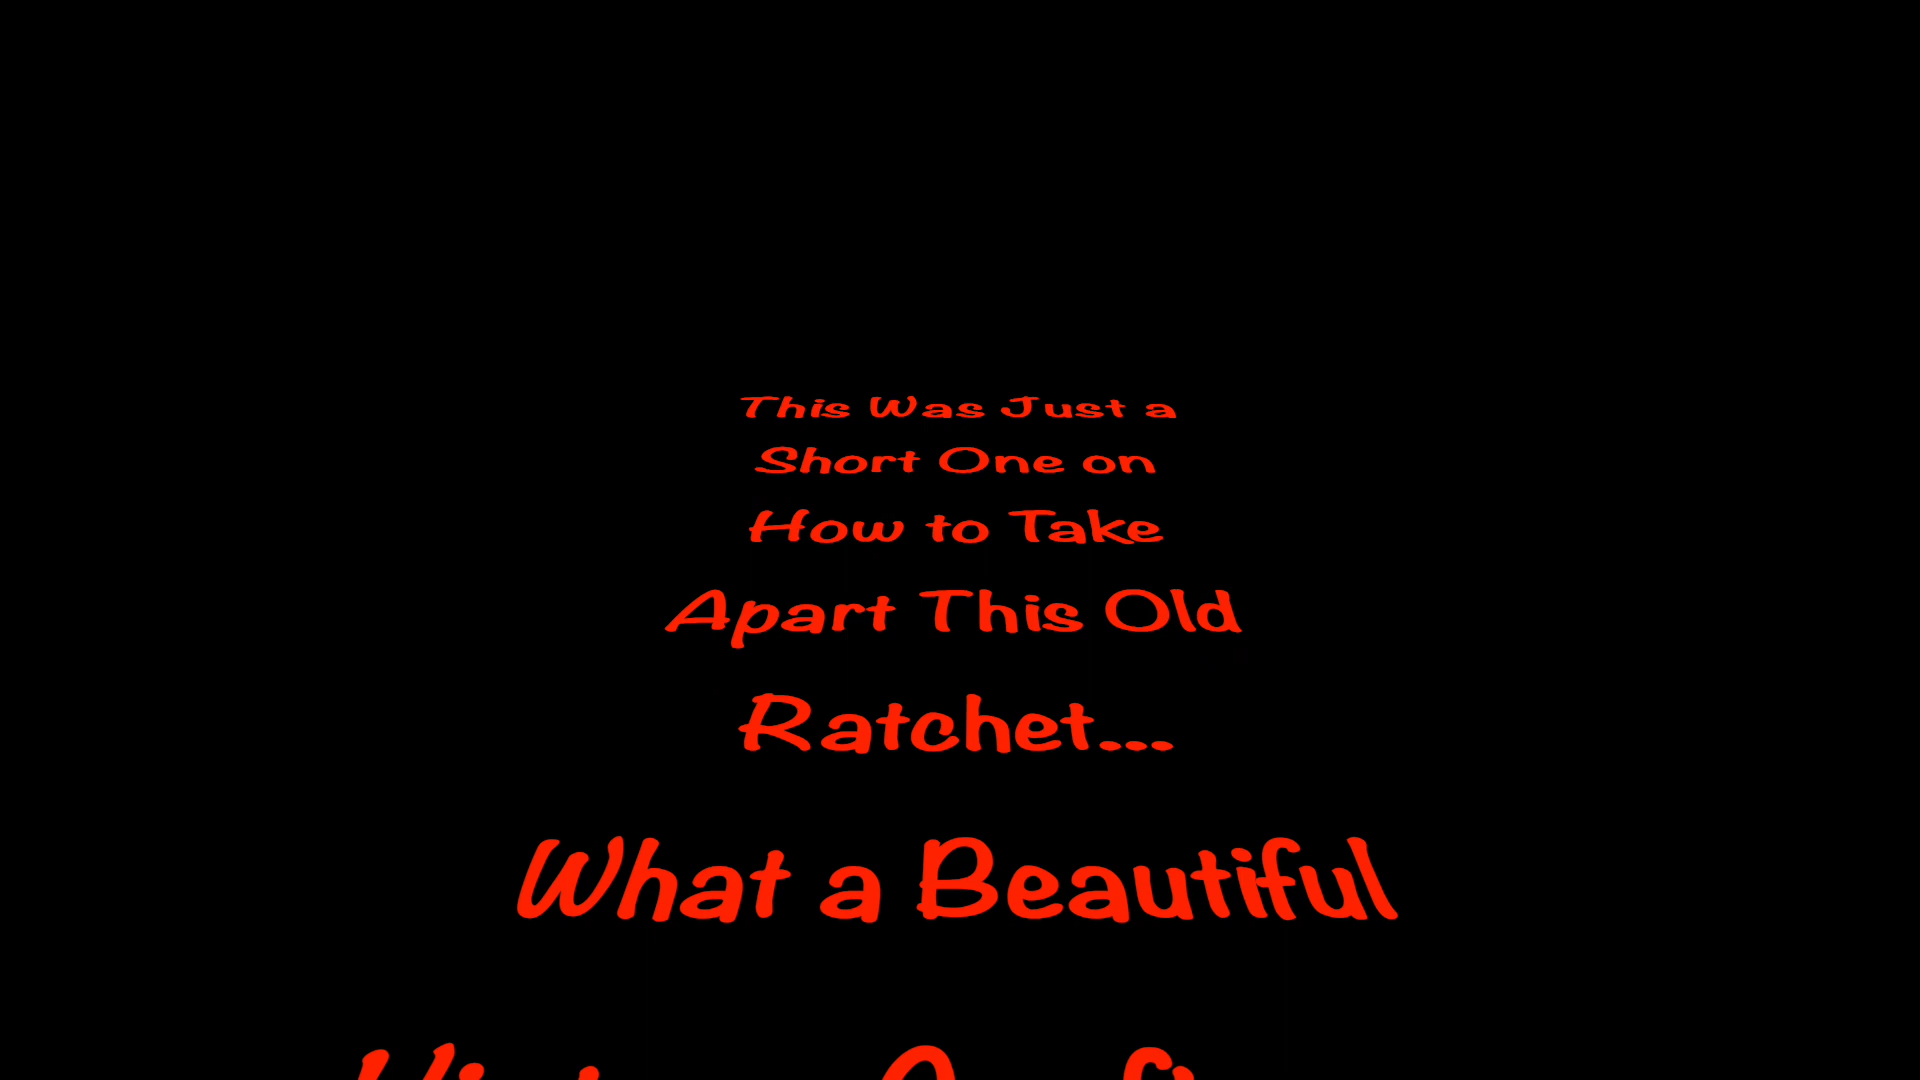 This Was Just a
Short One on
How to Take
Apart This Old
Ratchet...
What a Beautiful